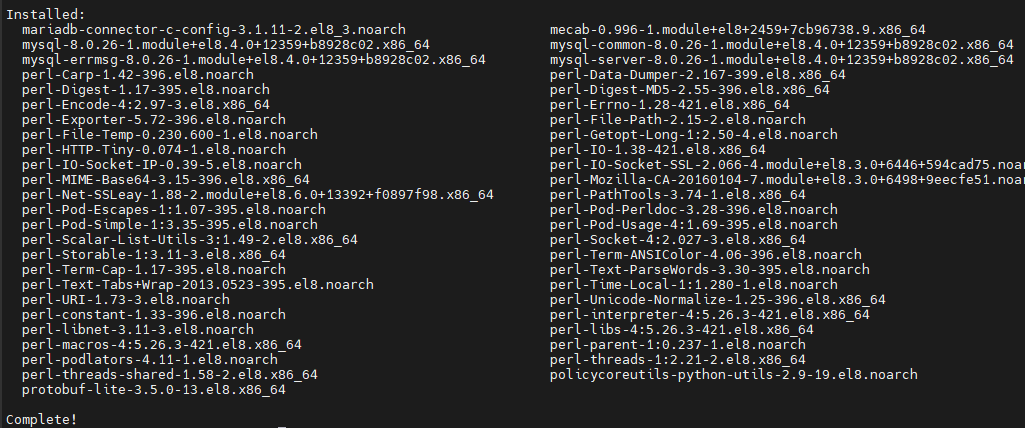 Installed:
mariadb-connector-c-config-3.1.11-2.el8_3.noarch mecab-0.996-1.module+el8+2459+7cb96738.9.x86_64
mysql-8.0.26-1.module+el8.4.0+12359+b8928c02.x86_64 mysql-common-8.0.26-1.module+el8.4.0+12359+b8928c02.x86_64
mysql-errmsg-8.0.26-1.module+el8.4.0+12359+b8928c02.x86_64 mysql-server-8.0.26-1.module+el8.4.0+12359+b8928c02.x86_64
perl-Carp-1.42-396.el8.noarch perl-Data-Dumper-2.167-399.el8.x86_64
perl-Digest-1.17-395.el8.noarch perl-Digest-MD5-2.55-396.el8.x86_64
perl-Encode-4:2.97-3.el8.x86_64 perl-Errno-1.28-421.el8.x86_64
perl-Exporter-5.72-396.el8.noarch perl-File-Path-2.15-2.el8.noarch
perl-File-Temp-0.230.600-1.el8.noarch perl-Getopt-Long-1:2.50-4.el8.noarch
perl-HTTP-Tiny-0.074-1.el8.noarch perl-IO-1.38-421.el8.x86_64
perl-IO-Socket-IP-0.39-5.el8.noarch perl-IO-Socket-SSL-2.066-4.module+el8.3.0+6446+594cad75.noar
perl-MIME-Base64-3.15-396.el8.x86_64 perl-Mozilla-CA-20160104-7.module+el8.3.0+6498+9eecfe51.noar
perl-Net-SSLeay-1.88-2.module+el8.6.0+13392+f0897f98.x86_64 perl-PathTools-3.74-1.el8.x86_64
perl-Pod-Escapes-1:1.07-395.el8.noarch perl-Pod-Perldoc-3.28-396.el8.noarch
perl-Pod-Simple-1:3.35-395.el8.noarch perl-Pod-Usage-4:1.69-395.el8.noarch
perl-Scalar-List-Utils-3:1.49-2.el8.x86_64 perl-Socket-4:2.027-3.el8.x86_64
perl-Storable-1:3.11-3.el8.x86_64 perl-Term-ANSIColor-4.06-396.el8.noarch
perl-Term-Cap-1.17-395.el8.noarch perl-Text-ParseWords-3.30-395.el8.noarch
perl-Text-Tabs+Wrap-2013.0523-395.el8.noarch perl-Time-Local-1:1.280-1.el8.noarch
perl-URI-1.73-3.el8.noarch perl-Unicode-Normalize-1.25-396.el8.x86_64
perl-constant-1.33-396.el8.noarch perl-interpreter-4:5.26.3-421.el8.x86_64
perl-libnet-3.11-3.el8.noarch perl-libs-4:5.26.3-421.el8.x86_64
perl-macros-4:5.26.3-421.el8.x86_64 perl-parent-1:0.237-1.el8.noarch
perl-podlators-4.11-1.el8.noarch perl-threads-1:2.21-2.el8.x86_64
perl-threads-shared-1.58-2.el8.x86_64 policycoreutils-python-utils-2.9-19.el8.noarch
protobuf-lite-3.5.0-13.el8.x86_64
Complete!